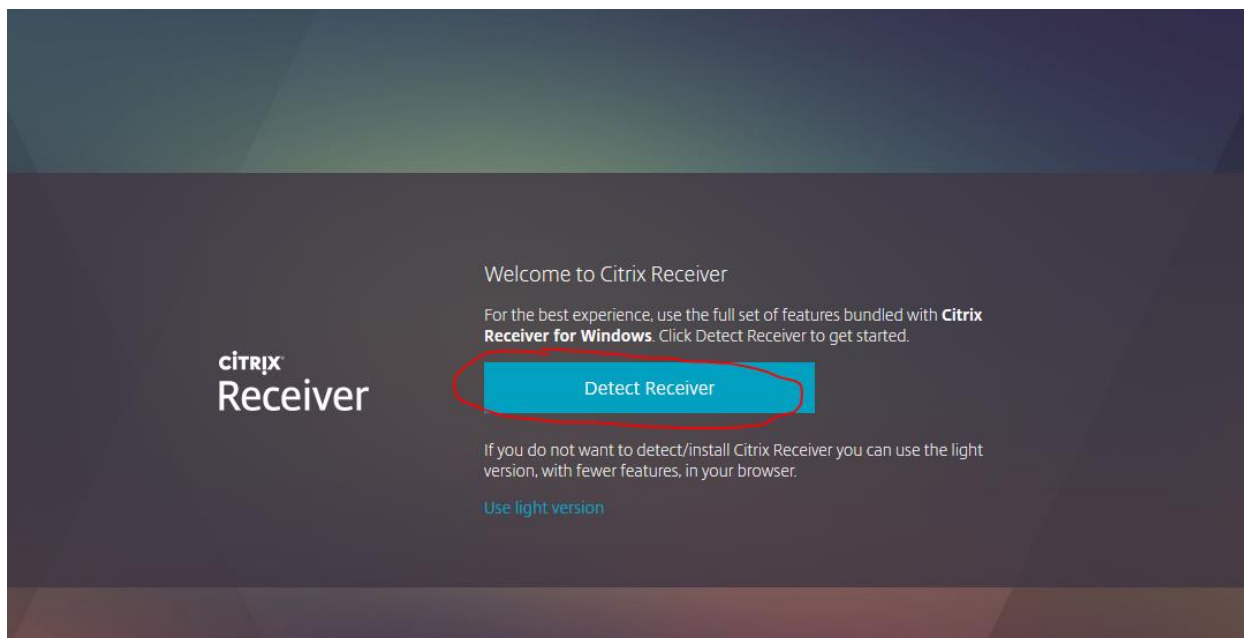 Welcome to Citrix Receiver
For the best experience, use the full set of features bundled with Citrix
Receiver for Windows. Click Detect Receiver to get started.
CİTRIX
Receiver
Detect Receiver
If you do not want to detect/install Citrix Receiver you can use the light
version, with fewer features, in your browser.
Use light version